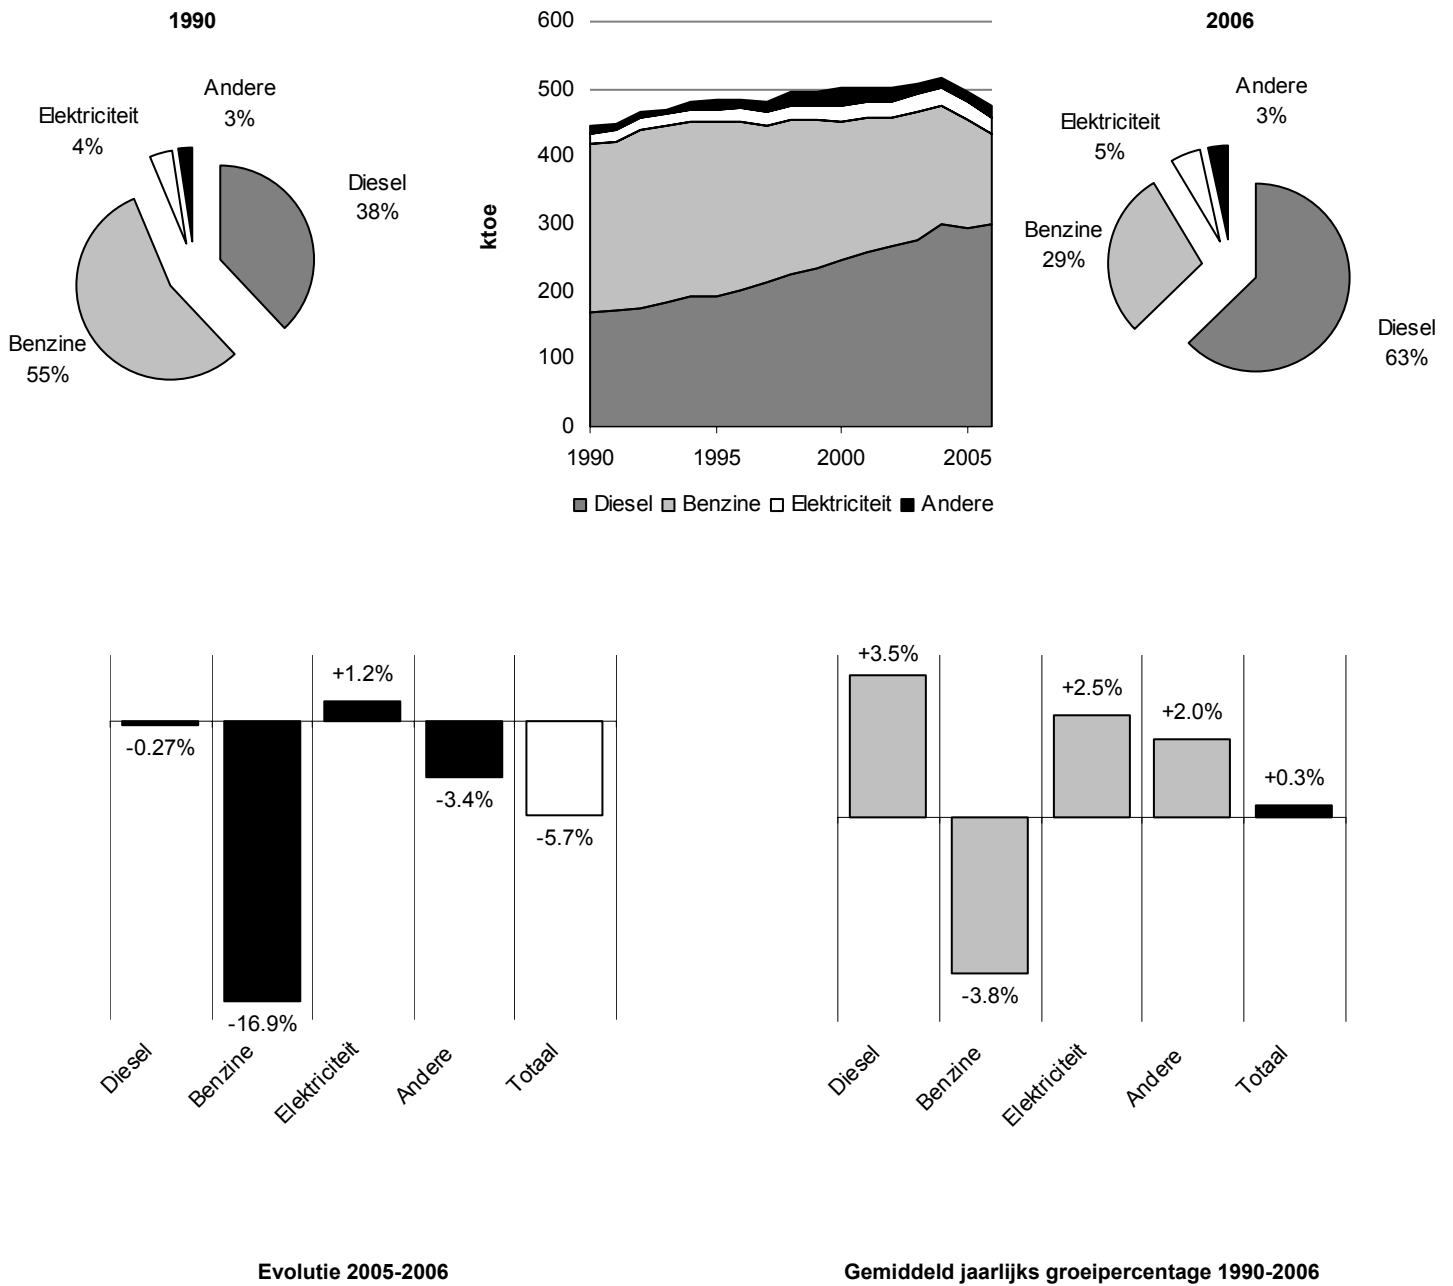 1990
Andere
3%
Elektriciteit
4%
Diesel
38%
Benzine
55%
600
500
400
300
200
100
0
ktoe
1990
1995
2000
2005
Diesel
Benzine
Elektriciteit
Andere
2006
Andere
3%
Elektriciteit
5%
Benzine
29%
Diesel
63%
+1.2%
-0.27%
-3.4%
-5.7%
-16.9%
Diesel
Benzine
Elektriciteit
Andere
Totaal
Evolutie 2005-2006
+3.5%
+2.5%
+2.0%
+0.3%
-3.8%
Diesel
Benzine
Elektriciteit
Andere
Totaal
Gemiddeld jaarlijks groeipercentage 1990-2006